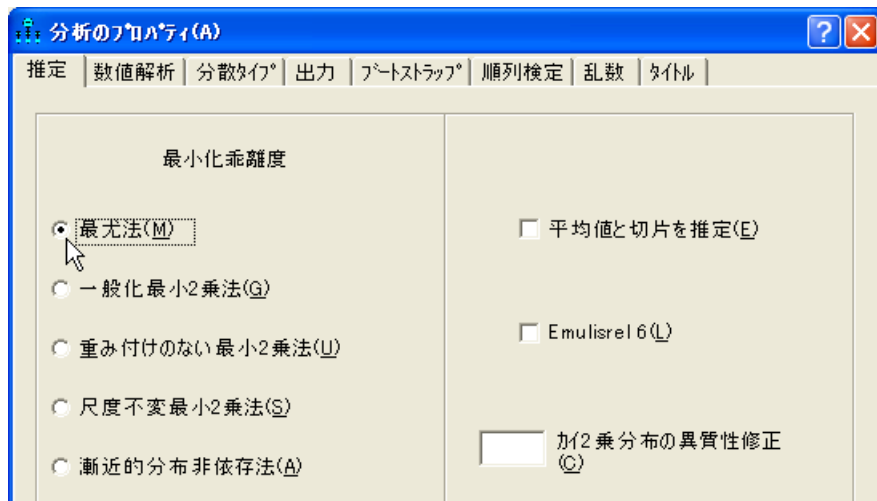 分析のﾌﾟﾛﾊﾟﾃｨ(A)
推定 数値解析 分散ﾀｲﾌﾟ 出力 ﾌﾞｰﾄｽﾄﾗｯﾌﾟ 順列検定 乱数 ﾀｲﾄﾙ
最小化乖離度
最尤法(M)
平均値と切片を推定(E)
一般化最小2乗法(G)
Emulisrel 6(L)
重み付けのない最小2乗法(U)
尺度不変最小2乗法(S)
ｶｲ2乗分布の異質性修正
(C)
漸近的分布非依存法(A)